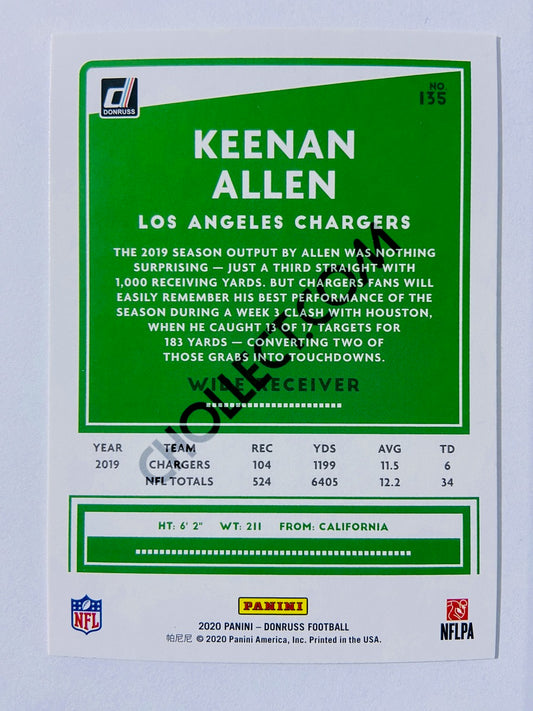 DONRUSS
NO.
135
KEENAN
ALLEN
LOS ANGELES CHARGERS
THE 2019 SEASON OUTPUT BY ALLEN WAS NOTHING
SURPRISING — JUST A THIRD STRAIGHT WITH
1,000 RECEIVING YARDS. BUT CHARGERS FANS WILL
EASILY REMEMBER HIS BEST PERFORMANCE OF THE
SEASON DURING A WEEK 3 CLASH WITH HOUSTON,
WHEN HE CAUGHT 13 OF 17 TARGETS FOR
183 YARDS — CONVERTING TWO OF
THOSE GRABS INTO TOUCHDOWNS.
WIDE RECEIVER
CHOLLECT.COM
YEAR TEAM REC YDS AVG TD
2019 CHARGERS 104 1199 11.5 6
NFL TOTALS 524 6405 12.2 34
HT: 6' 2" WT: 211 FROM: CALIFORNIA
NFL
PANINI
NFLPA
2020 PANINI – DONRUSS FOOTBALL
帕尼尼 © 2020 Panini America, Inc. Printed in the USA.